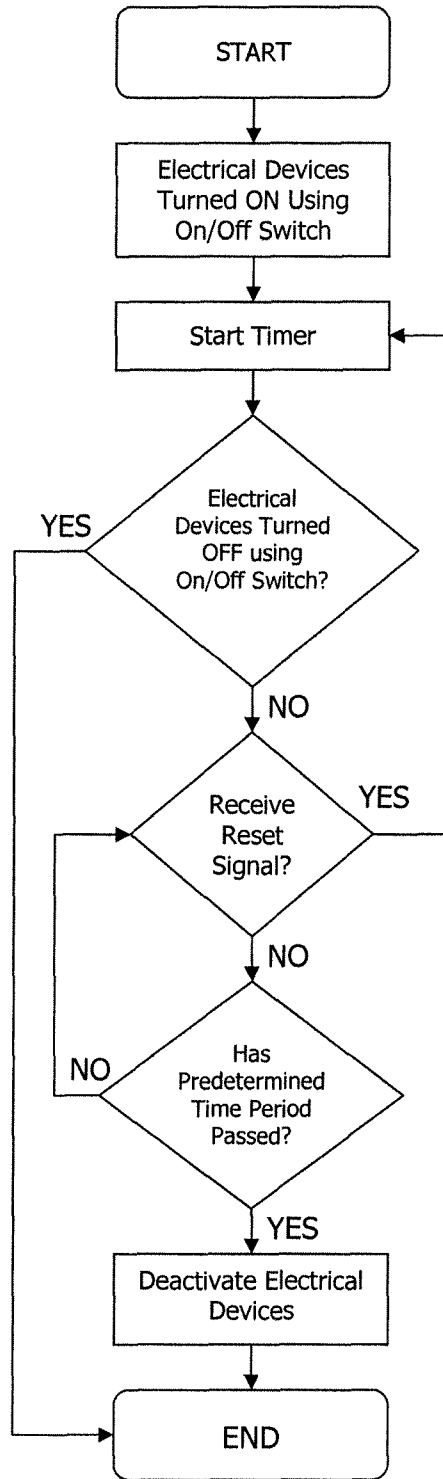 START
Electrical Devices
Turned ON Using
On/Off Switch
Start Timer
Electrical
Devices Turned
OFF using
On/Off Switch?
YES
NO
Receive
Reset
Signal?
YES
NO
Has
Predetermined
Time Period
Passed?
NO
YES
Deactivate Electrical
Devices
END